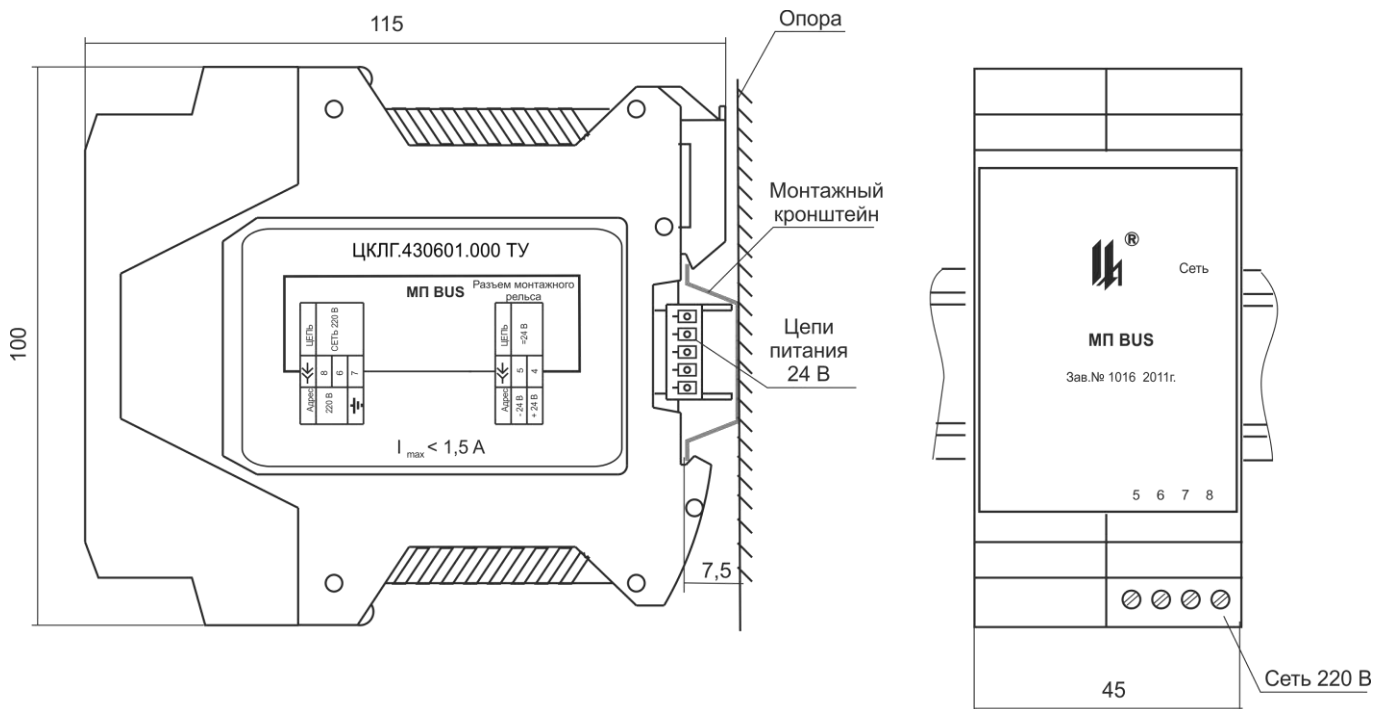 115
Опора
100
ЦКЛГ.430601.000 ТУ
МП BUS
Разъем монтажного
рельса
Адрес
ЦЕПЬ
220 В
8
6
7
СЕТЬ 220 В
Адрес
ЦЕПЬ
- 24 В
5
=24 В
+ 24 В
4
I max < 1,5 А
Монтажный
кронштейн
Цепи
питания
24 В
7,5
®
Сеть
МП BUS
Зав.№ 1016 2011г.
5 6 7 8
45
Сеть 220 В